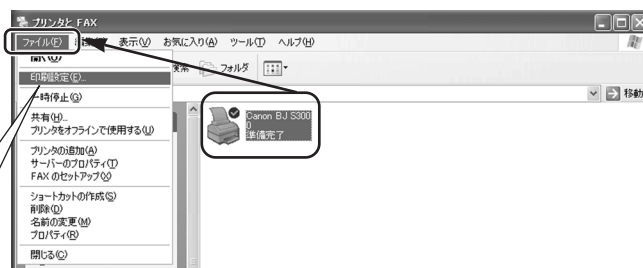 プリンタと FAX
ファイル(F) 表示(V) お気に入り(A) ツール(T) ヘルプ(H)
フォルダ
印刷設定(E)...
一時停止(G)
共有(H)...
プリンタをオフラインで使用する(U)
プリンタの追加(A)
サーバーのプロパティ(T)
FAX のセットアップ(X)
ショートカットの作成(S)
削除(D)
名前の変更(M)
プロパティ(R)
閉じる(C)
移動
Canon BJ S300
0
準備完了